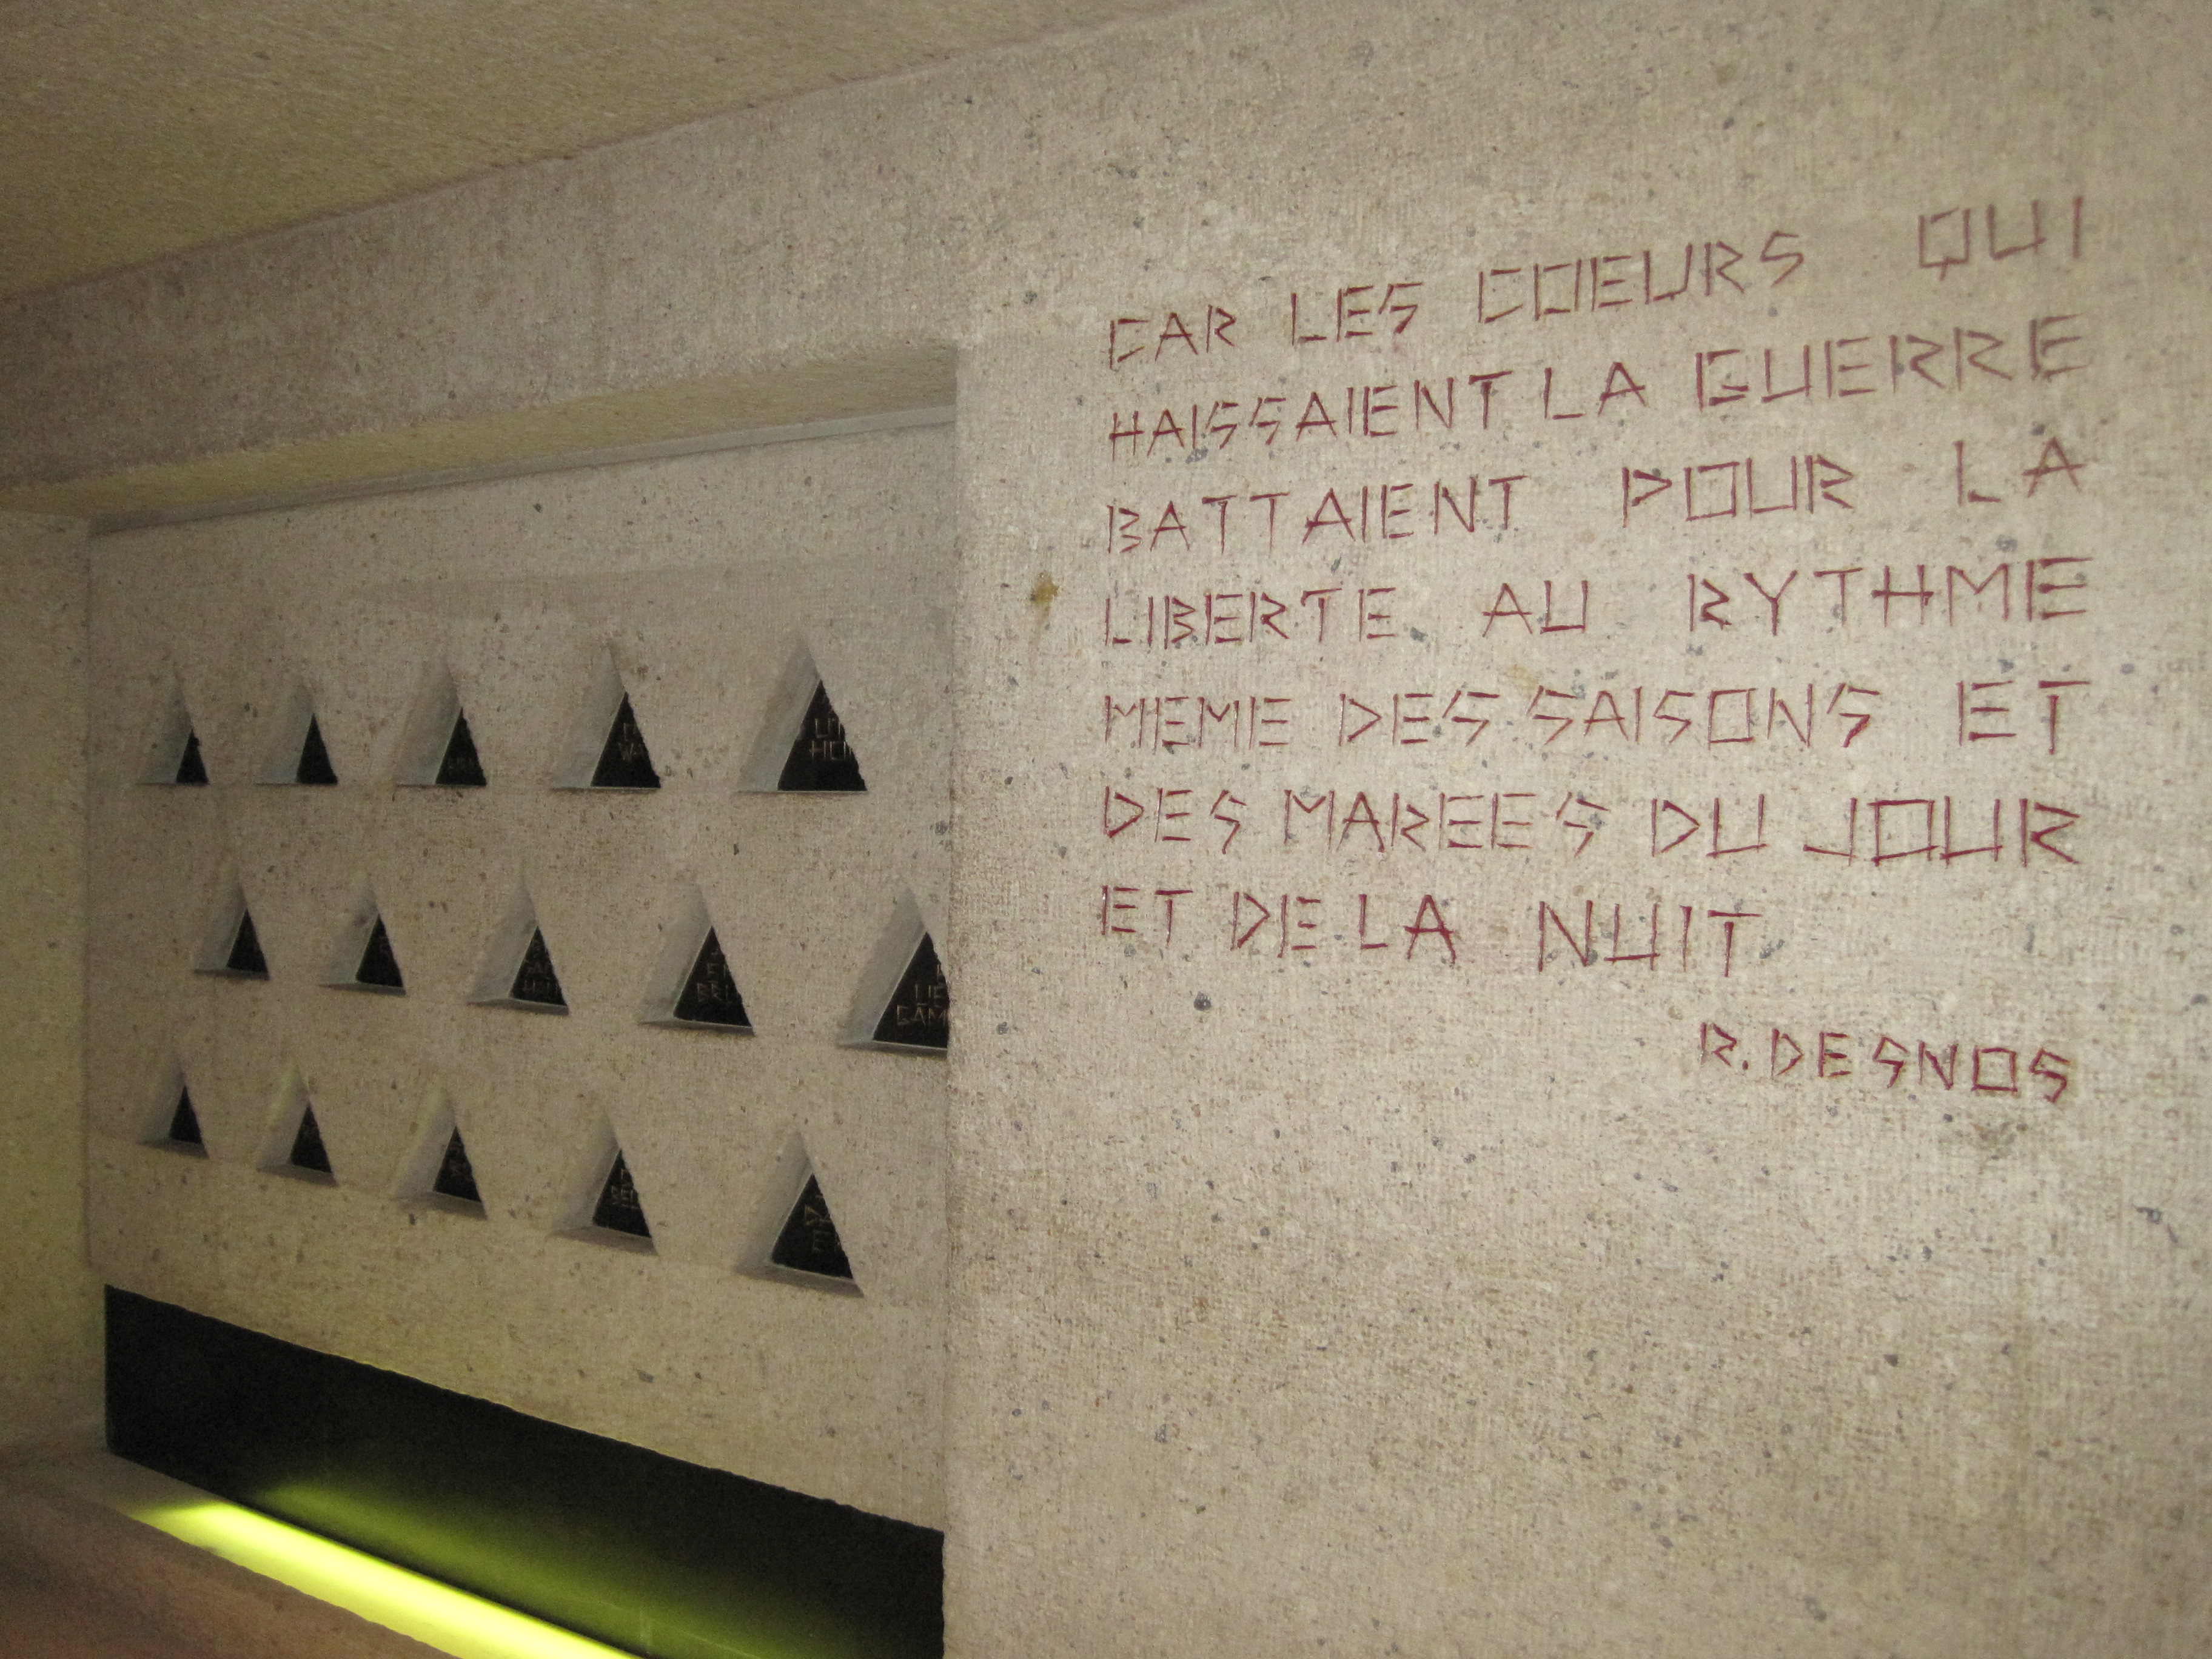 CAR LES COEURS QUI
HAISSAIENT LA GUERRE
BATTAIENT POUR LA
LIBERTE AU RYTHME
MEME DES SAISONS ET
DES MAREES DU JOUR
ET DE LA NUIT
R. DESNOS